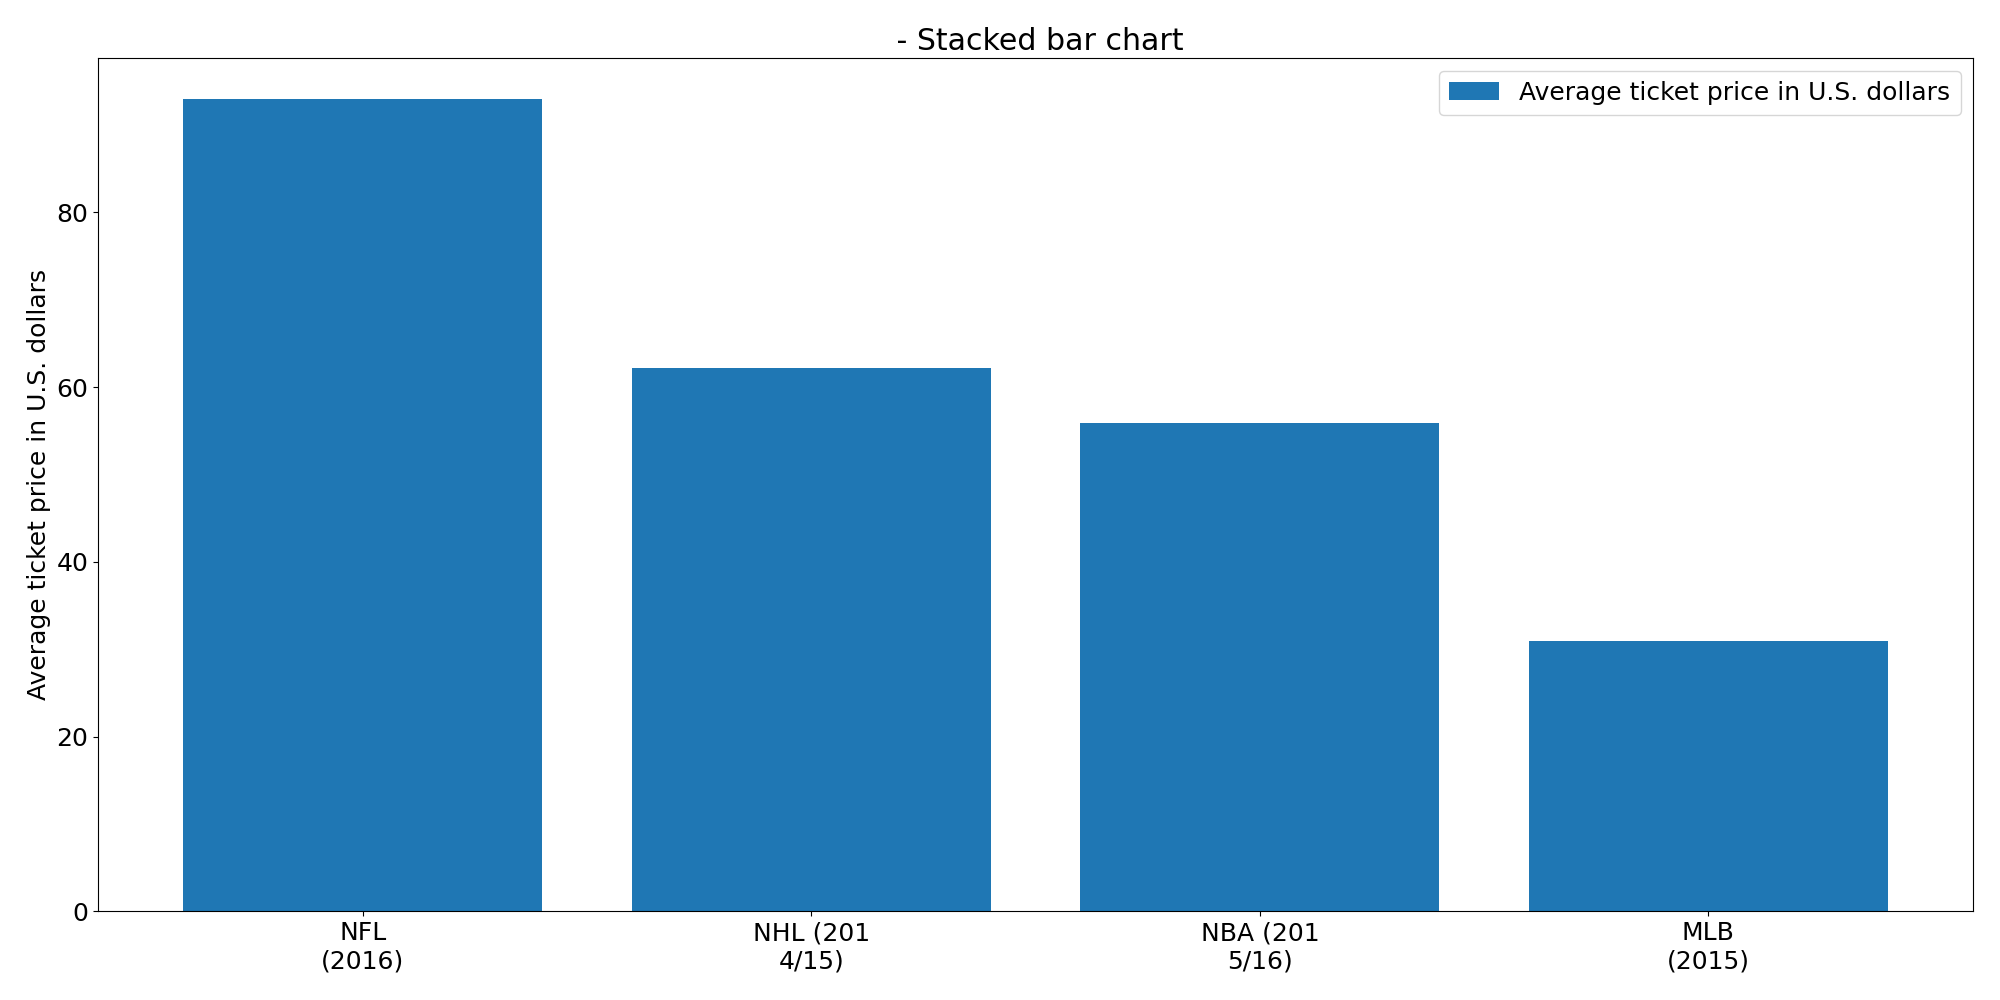 - Stacked bar chart
Average ticket price in U.S. dollars
Average ticket price in U.S. dollars
80
60
40
20
0
NFL
(2016)
NHL (201
4/15)
NBA (201
5/16)
MLB
(2015)